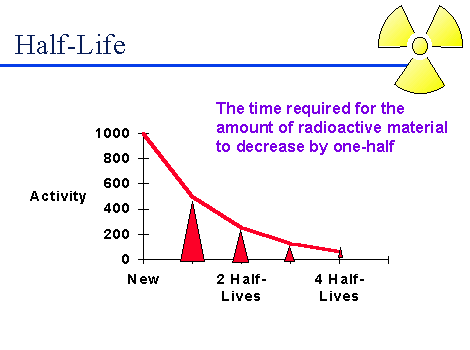 Half-Life
The time required for the
amount of radioactive material
to decrease by one-half
1000
800
600
Activity
400
200
0
New
2 Half-
Lives
4 Half-
Lives